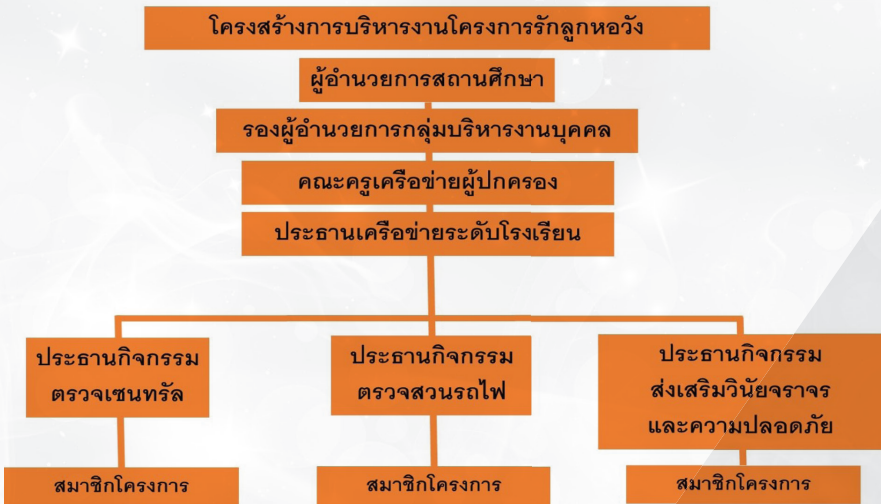 โครงสร้างการบริหารงานโครงการรักลูกหอวัง
ผู้อำนวยการสถานศึกษา
รองผู้อำนวยการกลุ่มบริหารงานบุคคล
คณะครูเครือข่ายผู้ปกครอง
ประธานเครือข่ายระดับโรงเรียน
ประธานกิจกรรม
ตรวจเซนทรัล
ประธานกิจกรรม
ตรวจสวนรถไฟ
ประธานกิจกรรม
ส่งเสริมวินัยจราจร
และความปลอดภัย
สมาชิกโครงการ
สมาชิกโครงการ
สมาชิกโครงการ